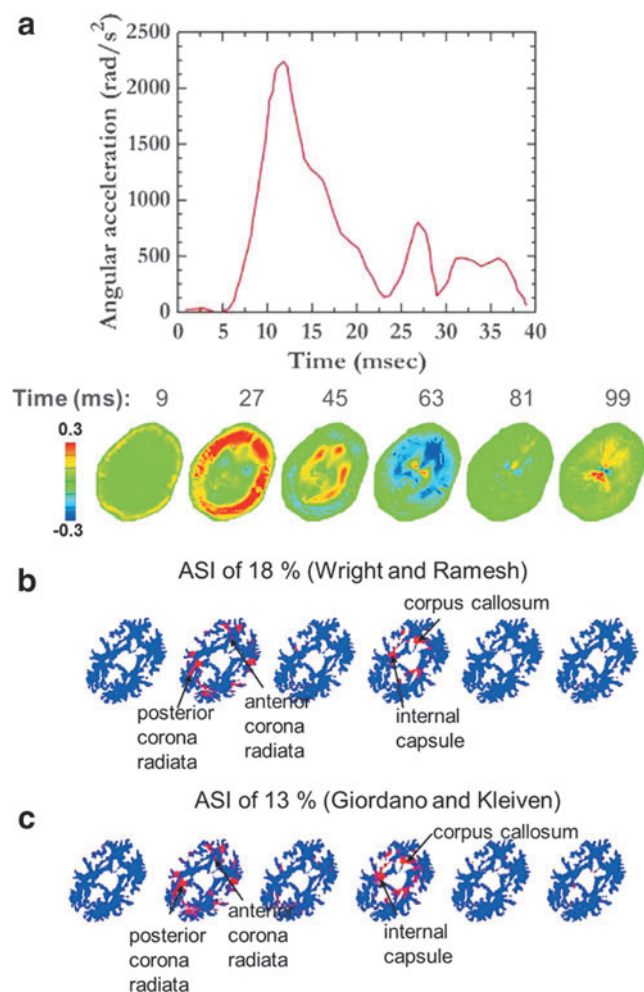 a
Angular acceleration (rad/s²)
2500
2000
1500
1000
500
0
0 5 10 15 20 25 30 35 40
Time (msec)
Time (ms): 9 27 45 63 81 99
0.3
-0.3
b
ASI of 18 % (Wright and Ramesh)
corpus callosum
posterior
corona
radiata
anterior
corona
radiata
internal
capsule
c
ASI of 13 % (Giordano and Kleiven)
corpus callosum
posterior
corona
radiata
anterior
corona
radiata
internal
capsule